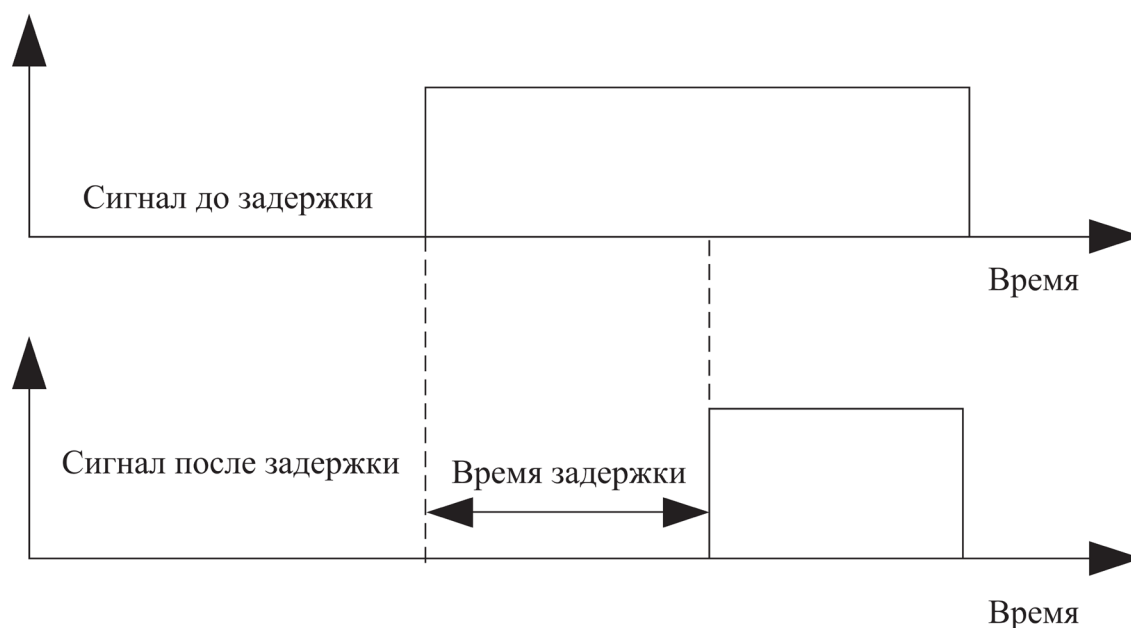 Сигнал до задержки
Время
Сигнал после задержки
Время задержки
Время